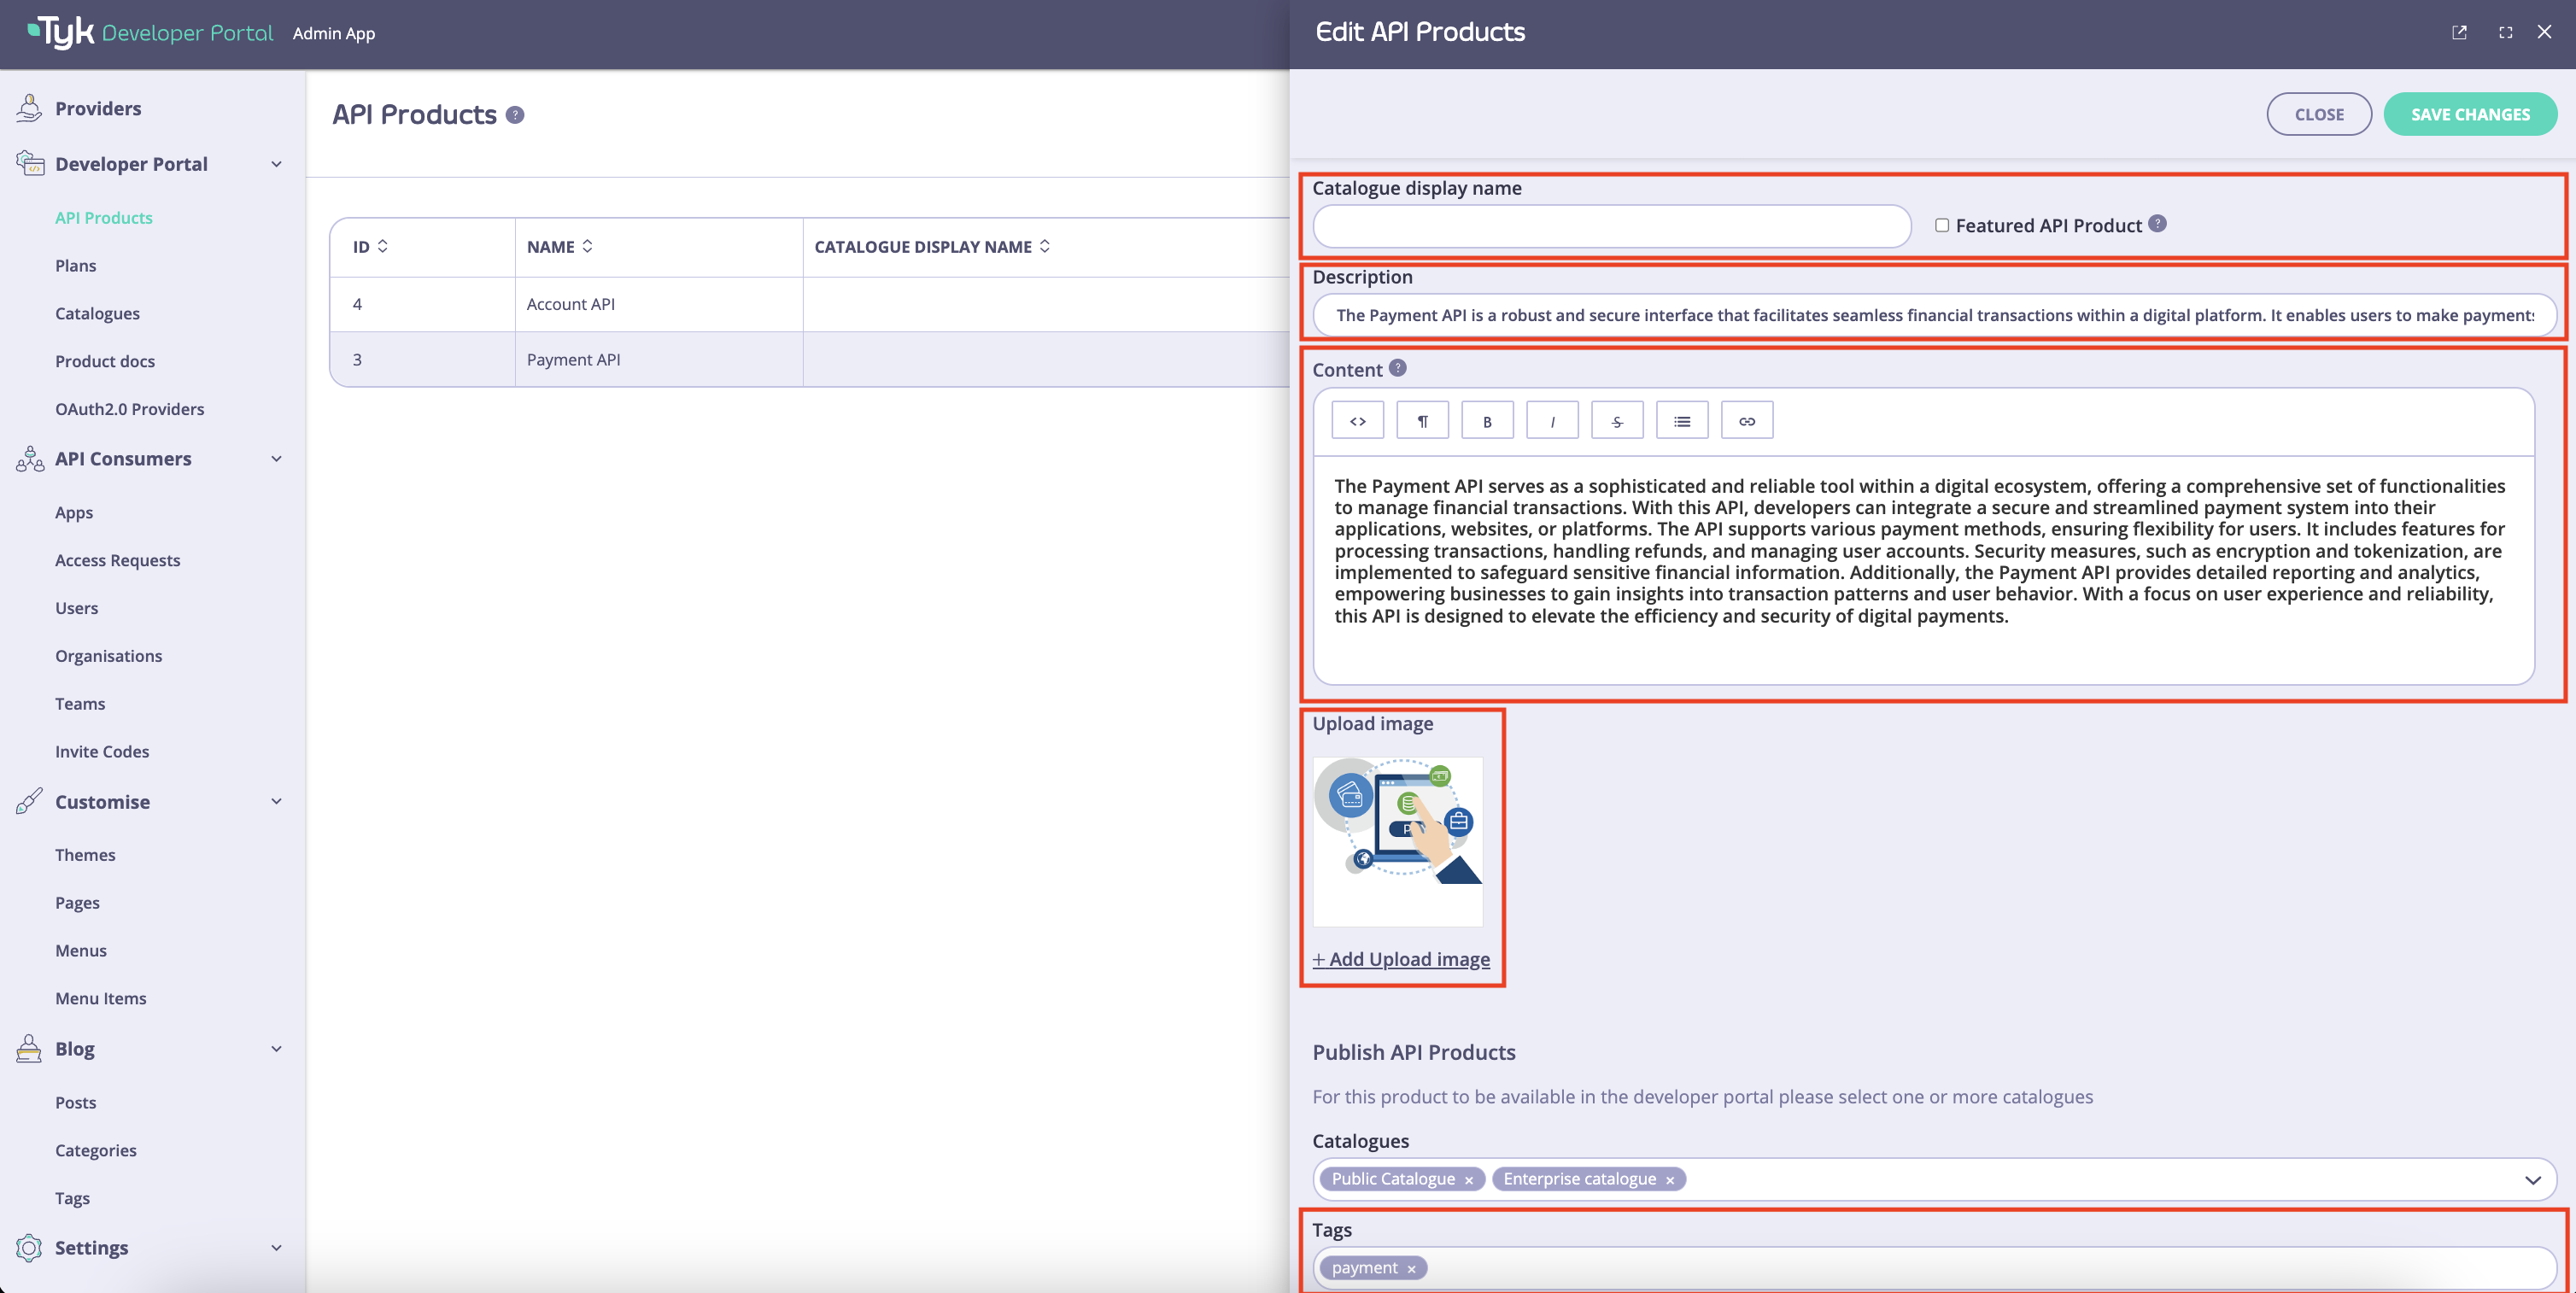 Tyk Developer Portal Admin App
Edit API Products
Providers
Developer Portal
API Products
Plans
Catalogues
Product docs
OAuth2.0 Providers
API Consumers
Apps
Access Requests
Users
Organisations
Teams
Invite Codes
Customise
Themes
Pages
Menus
Menu Items
Blog
Posts
Categories
Tags
Settings
API Products ?
ID NAME CATALOGUE DISPLAY NAME
4 Account API
3 Payment API
CLOSE SAVE CHANGES
Catalogue display name
Featured API Product ?
Description
The Payment API is a robust and secure interface that facilitates seamless financial transactions within a digital platform. It enables users to make payments
Content ?
<> ¶ B I S
The Payment API serves as a sophisticated and reliable tool within a digital ecosystem, offering a comprehensive set of functionalities
to manage financial transactions. With this API, developers can integrate a secure and streamlined payment system into their
applications, websites, or platforms. The API supports various payment methods, ensuring flexibility for users. It includes features for
processing transactions, handling refunds, and managing user accounts. Security measures, such as encryption and tokenization, are
implemented to safeguard sensitive financial information. Additionally, the Payment API provides detailed reporting and analytics,
empowering businesses to gain insights into transaction patterns and user behavior. With a focus on user experience and reliability,
this API is designed to elevate the efficiency and security of digital payments.
Upload image
+ Add Upload image
Publish API Products
For this product to be available in the developer portal please select one or more catalogues
Catalogues
Public Catalogue × Enterprise catalogue ×
Tags
payment ×